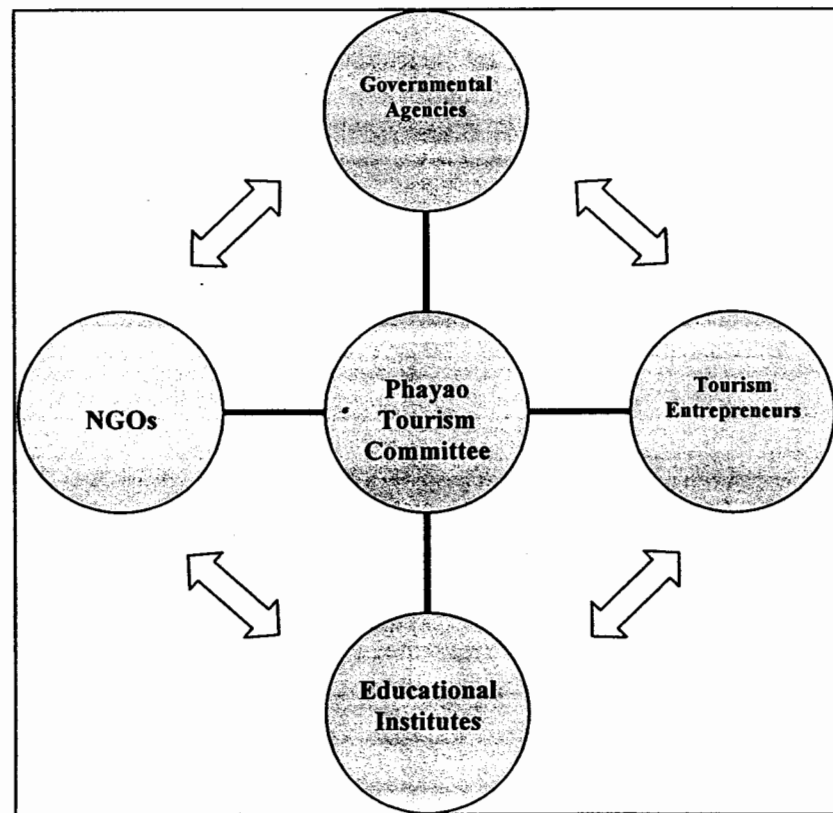 Governmental
Agencies
NGOs
Phayao
Tourism
Committee
Tourism
Entrepreneurs
Educational
Institutes